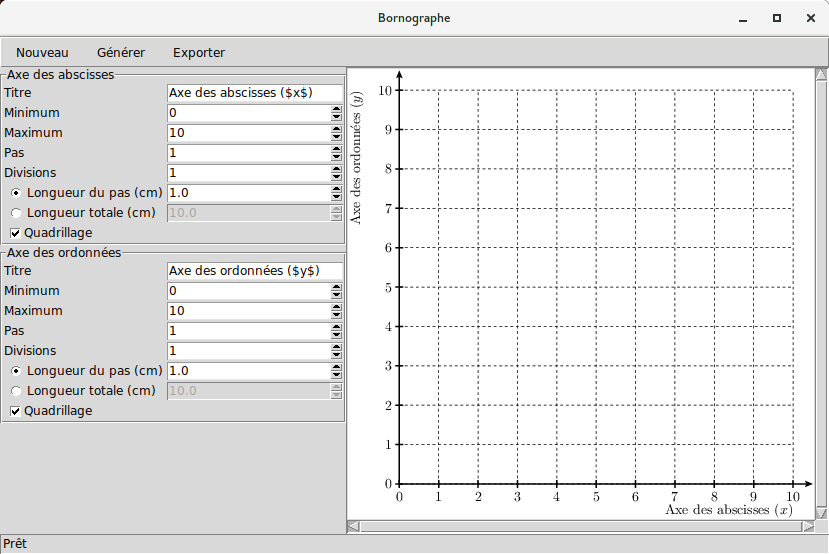 Bornographe
Nouveau Générer Exporter
Axe des abscisses
Titre Axe des abscisses ($x$)
Minimum 0
Maximum 10
Pas 1
Divisions 1
Longueur du pas (cm) 1.0
Longueur totale (cm) 10.0
Quadrillage
Axe des ordonnées
Titre Axe des ordonnées ($y$)
Minimum 0
Maximum 10
Pas 1
Divisions 1
Longueur du pas (cm) 1.0
Longueur totale (cm) 10.0
Quadrillage
Axe des ordonnées (y)
10
9
8
7
6
5
4
3
2
1
0
0 1 2 3 4 5 6 7 8 9 10
Axe des abscisses (x)
Prêt